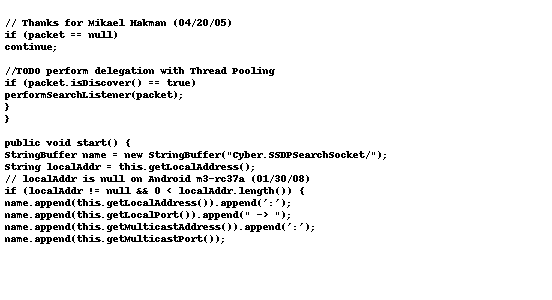 // Thanks for Mikael Hakman (04/20/05)
if (packet == null)
continue;

//TODO perform delegation with Thread Pooling
if (packet.isDiscover() == true)
performSearchListener(packet);
}
}

public void start() {
StringBuffer name = new StringBuffer("Cyber.SSDPSearchSocket/");
String localAddr = this.getLocalAddress();
// localAddr is null on Android m3-rc37a (01/30/08)
if (localAddr != null && 0 < localAddr.length()) {
name.append(this.getLocalAddress()).append(':');
name.append(this.getLocalPort()).append(" -> ");
name.append(this.getMulticastAddress()).append(':');
name.append(this.getMulticastPort());